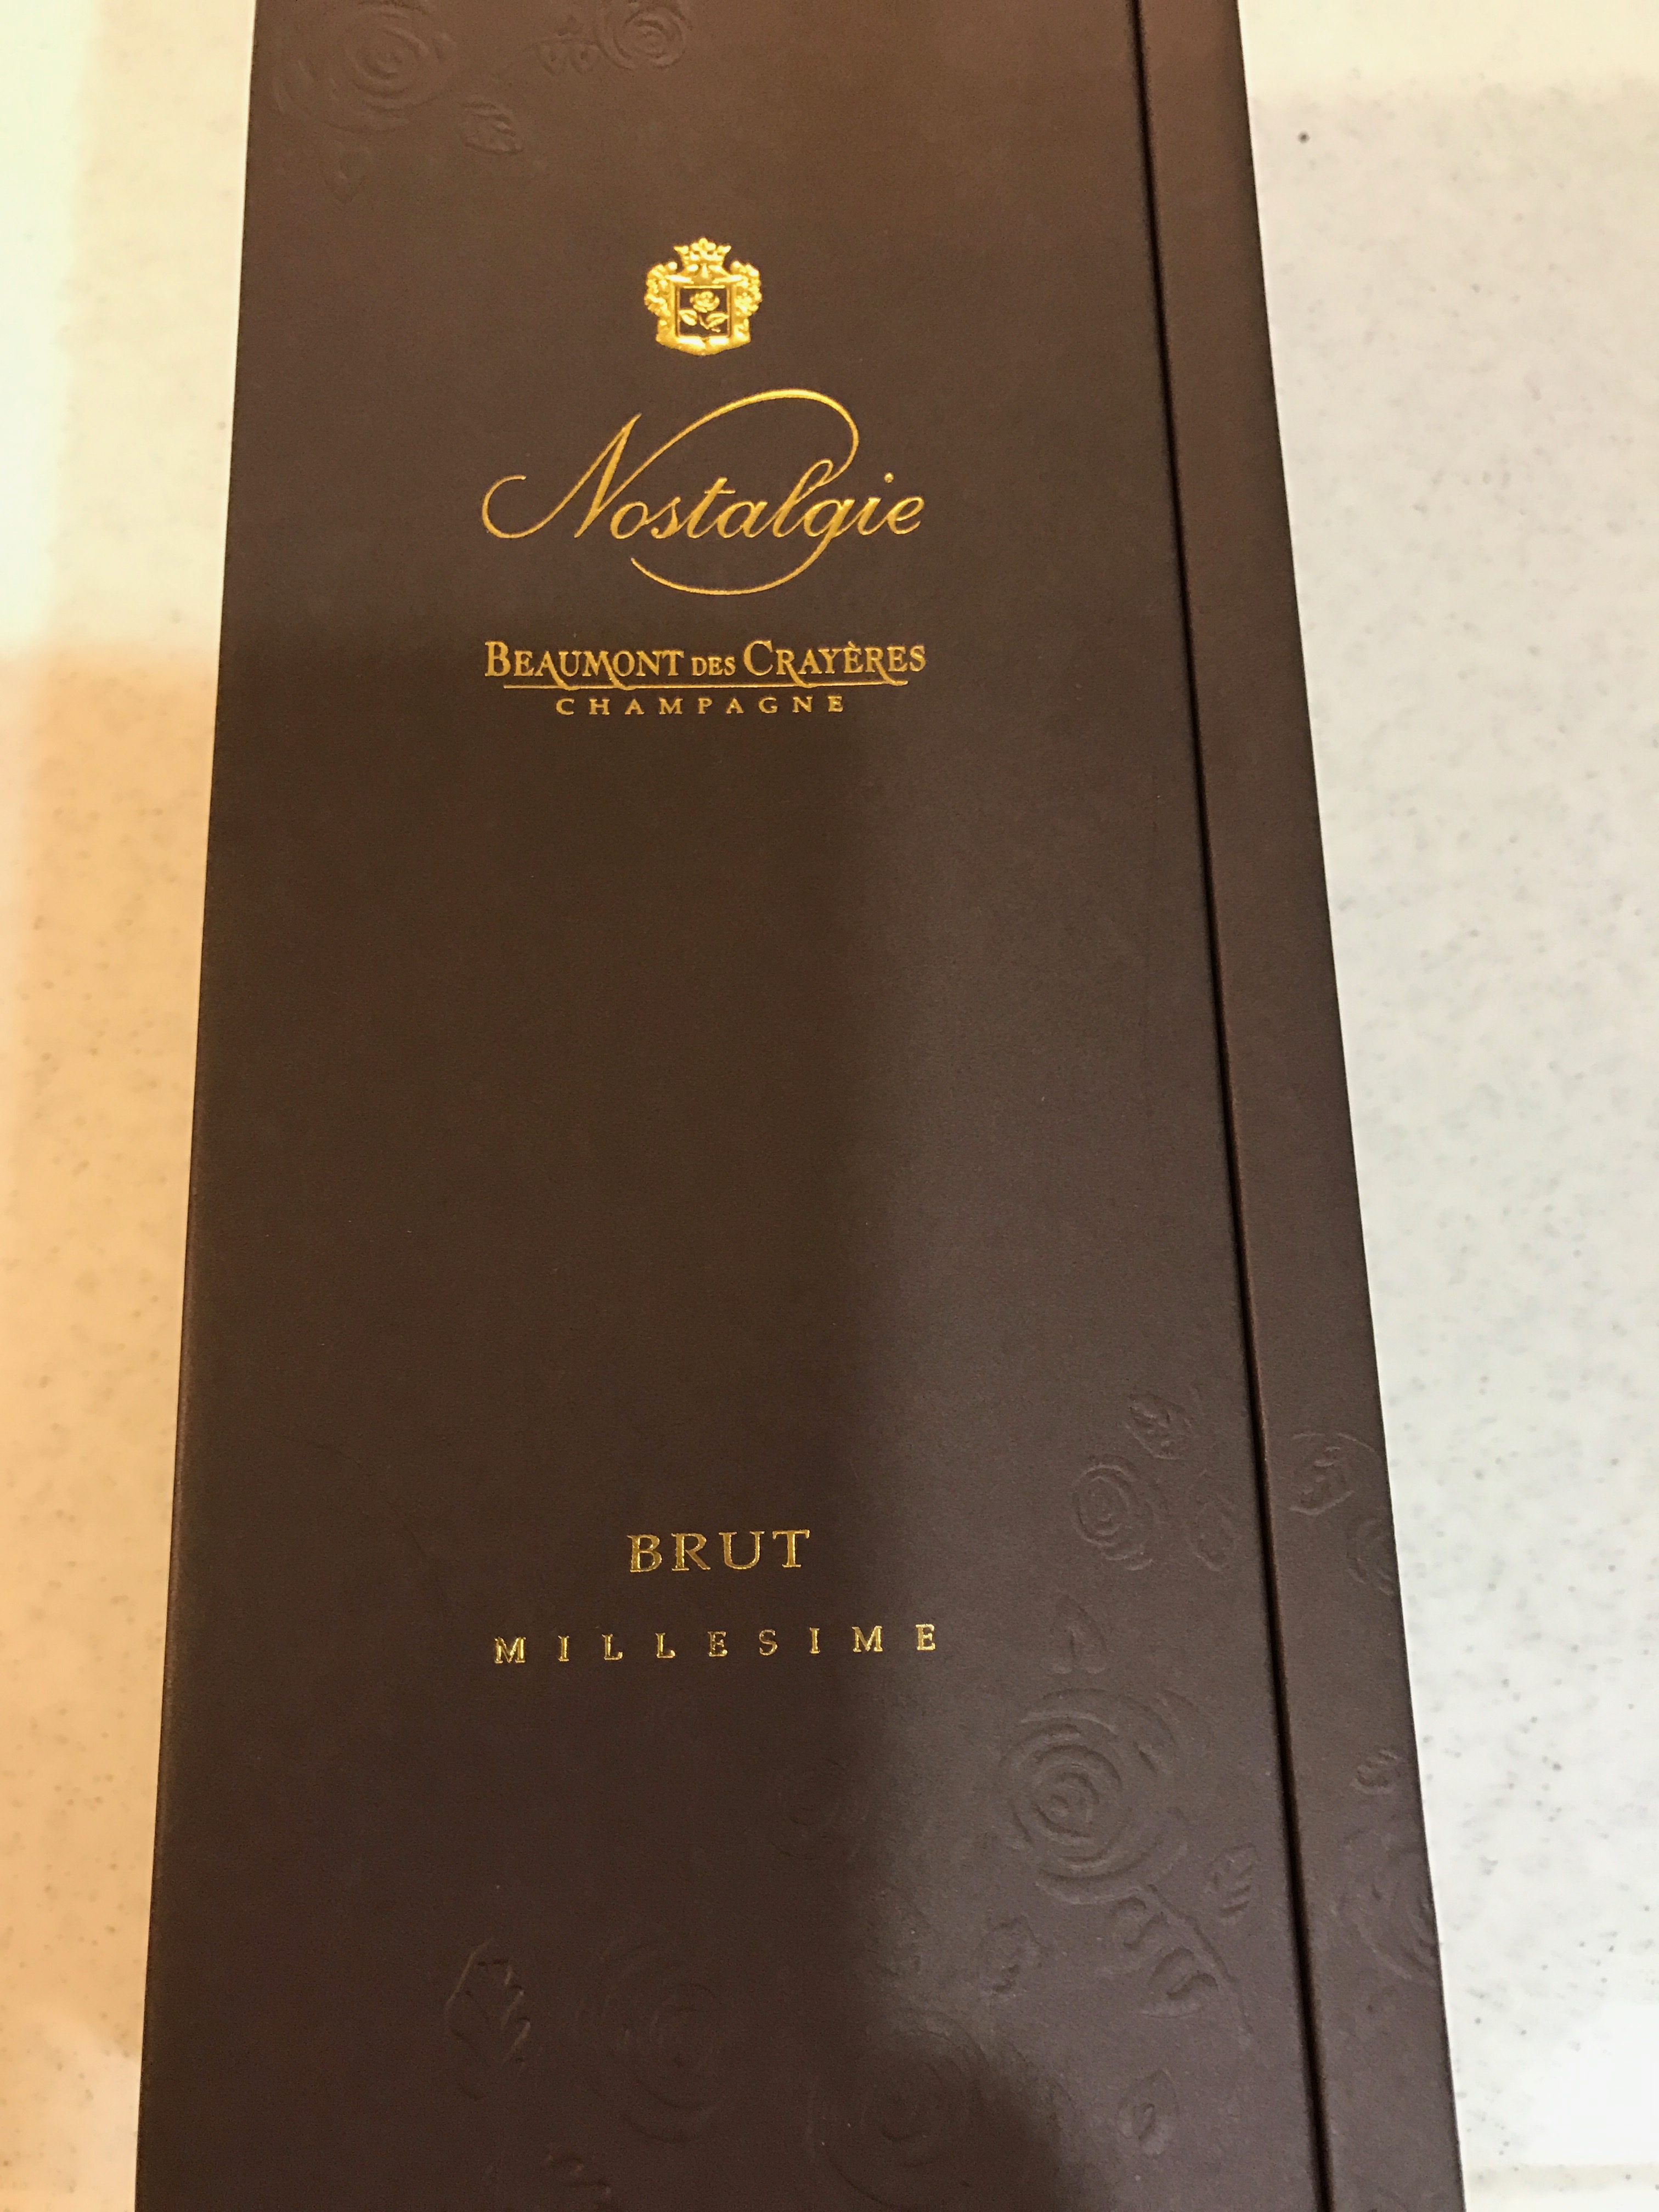 Nostalgie
BEAUMONT DES CRAYÈRES
CHAMPAGNE
BRUT
MILLESIME